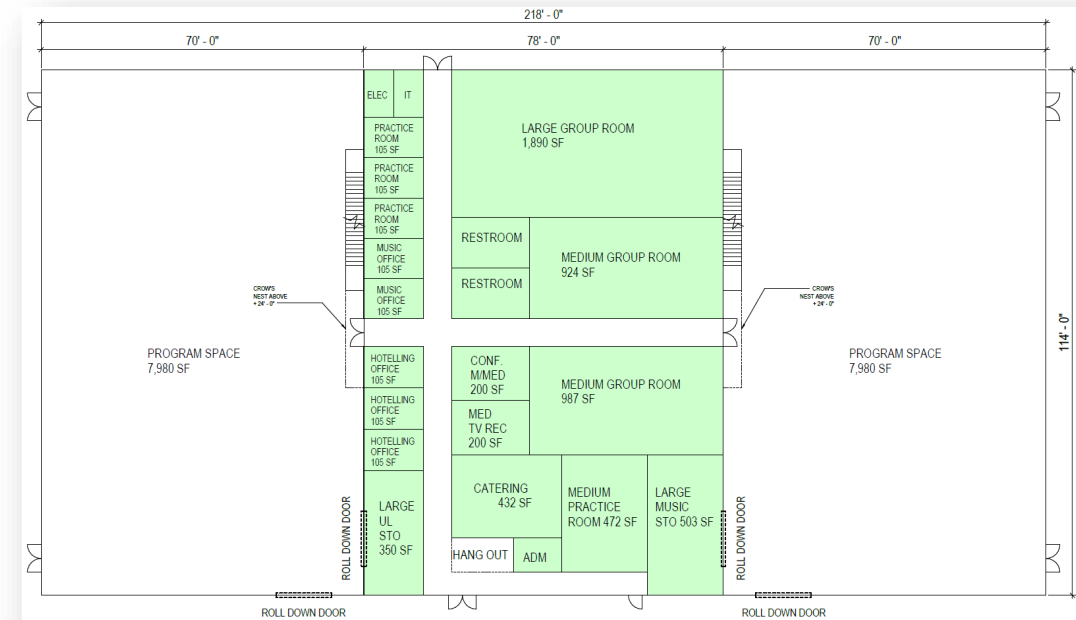 218' - 0"
70' - 0"
78' - 0"
70' - 0"
ELEC
IT
PRACTICE
ROOM
105 SF
PRACTICE
ROOM
105 SF
PRACTICE
ROOM
105 SF
MUSIC
OFFICE
105 SF
MUSIC
OFFICE
105 SF
LARGE GROUP ROOM
1,890 SF
RESTROOM
RESTROOM
MEDIUM GROUP ROOM
924 SF
CROW'S
NEST ABOVE
+ 24' - 0"
CROW'S
NEST ABOVE
+ 24' - 0"
114' - 0"
PROGRAM SPACE
7,980 SF
HOTELLING
OFFICE
105 SF
HOTELLING
OFFICE
105 SF
HOTELLING
OFFICE
105 SF
CONF.
M/MED
200 SF
MED
TV REC
200 SF
MEDIUM GROUP ROOM
987 SF
PROGRAM SPACE
7,980 SF
LARGE
UL
STO
350 SF
CATERING
432 SF
MEDIUM
PRACTICE
ROOM 472 SF
LARGE
MUSIC
STO 503 SF
HANG OUT
ADM
ROLL DOWN DOOR
ROLL DOWN DOOR
ROLL DOWN DOOR
ROLL DOWN DOOR